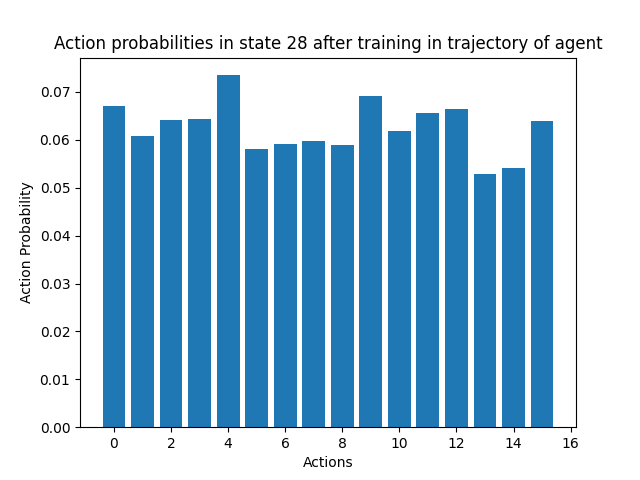 Action probabilities in state 28 after training in trajectory of agent
0.07
0.06
0.05
0.04
0.03
0.02
0.01
0.00
Action Probability
0 2 4 6 8 10 12 14 16
Actions